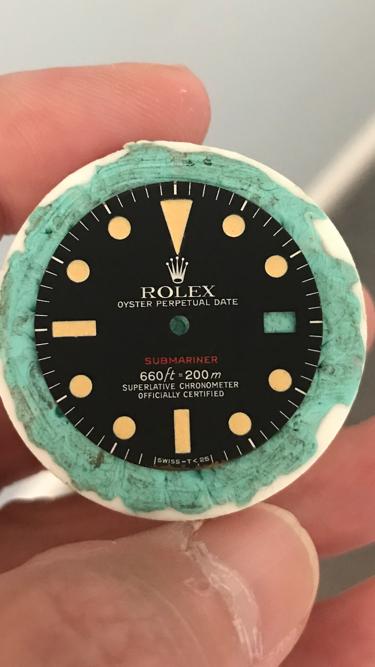 ROLEX
OYSTER PERPETUAL DATE
SUBMARINER
660ft = 200m
SUPERLATIVE CHRONOMETER
OFFICIALLY CERTIFIED
SWISS-T<25